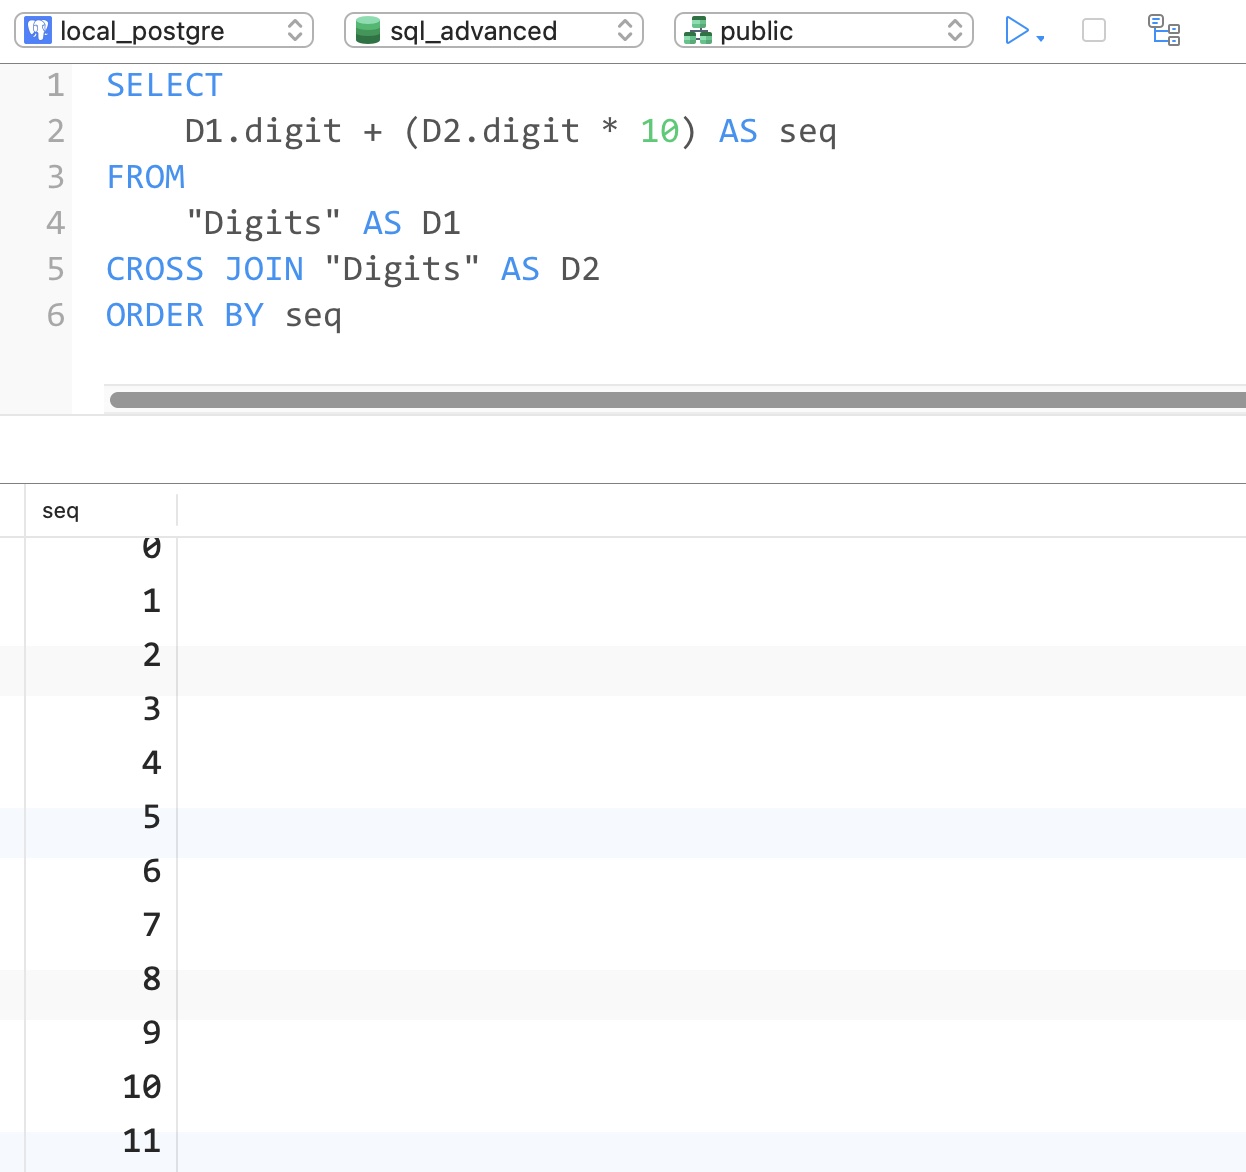 local_postgre sql_advanced public
1 SELECT
2 D1.digit + (D2.digit * 10) AS seq
3 FROM
4 "Digits" AS D1
5 CROSS JOIN "Digits" AS D2
6 ORDER BY seq
seq
0
1
2
3
4
5
6
7
8
9
10
11